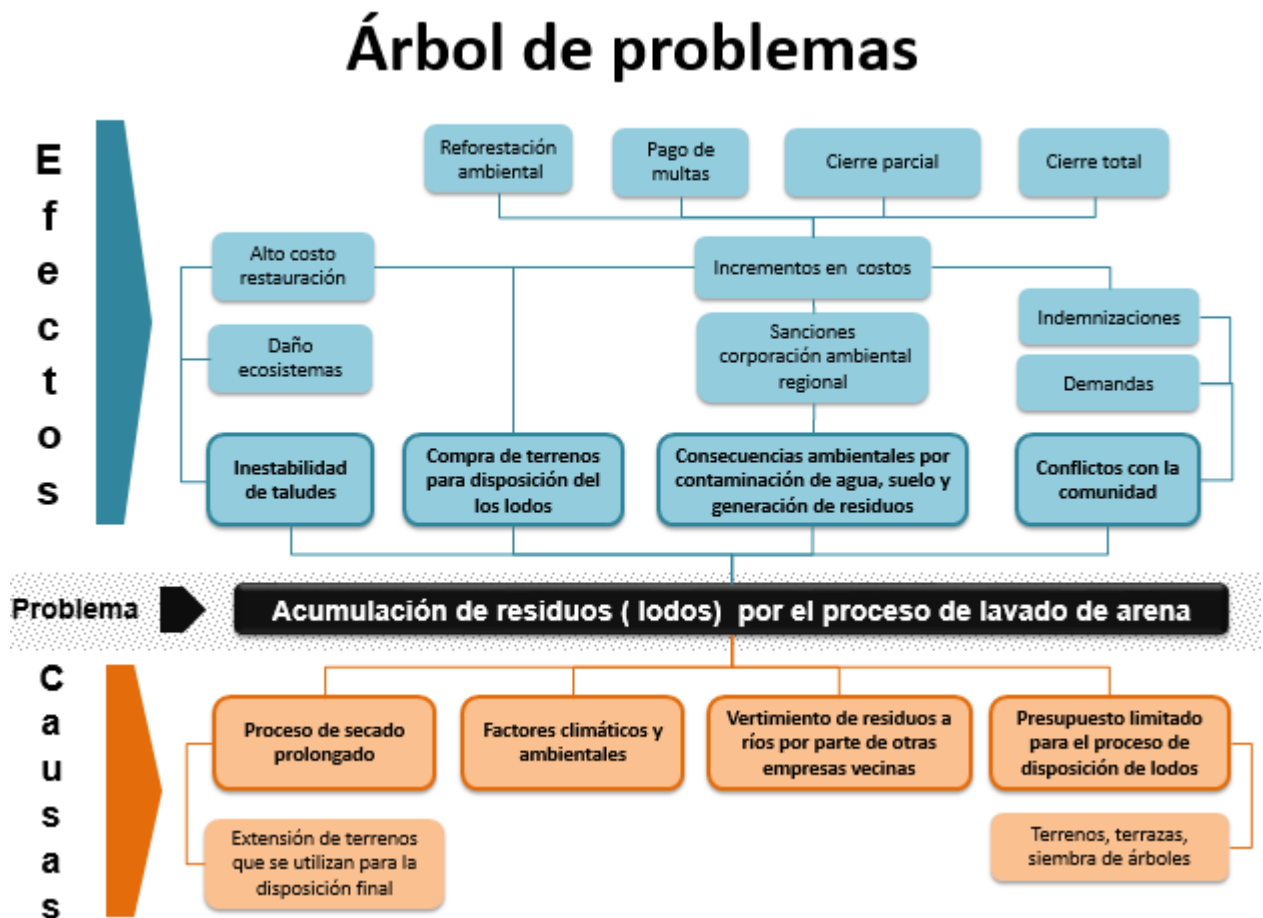 Árbol de problemas
Efectos
Reforestación
ambiental
Pago de
multas
Cierre parcial
Cierre total
Alto costo
restauración
Incrementos en costos
Indemnizaciones
Daño
ecosistemas
Sanciones
corporación ambiental
regional
Demandas
Inestabilidad
de taludes
Compra de terrenos
para disposición del
los lodos
Consecuencias ambientales por
contaminación de agua, suelo y
generación de residuos
Conflictos con la
comunidad
Problema
Acumulación de residuos ( lodos) por el proceso de lavado de arena
Causas
Proceso de secado
prolongado
Factores climáticos y
ambientales
Vertimiento de residuos a
ríos por parte de otras
empresas vecinas
Presupuesto limitado
para el proceso de
disposición de lodos
Extensión de terrenos
que se utilizan para la
disposición final
Terrenos, terrazas,
siembra de árboles